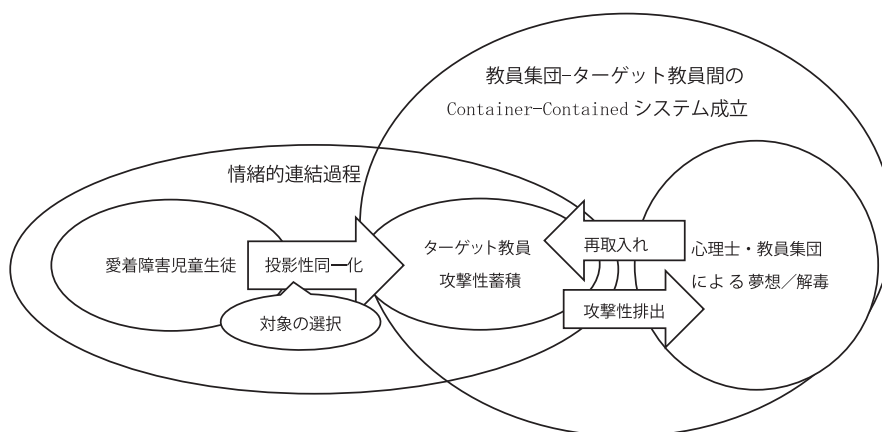 教員集団-ターゲット教員間の
Container-Contained システム成立
情緒的連結過程
愛着障害児童生徒
投影性同一化
対象の選択
ターゲット教員
攻撃性蓄積
再取入れ
攻撃性排出
心理士・教員集団
による夢想/解毒